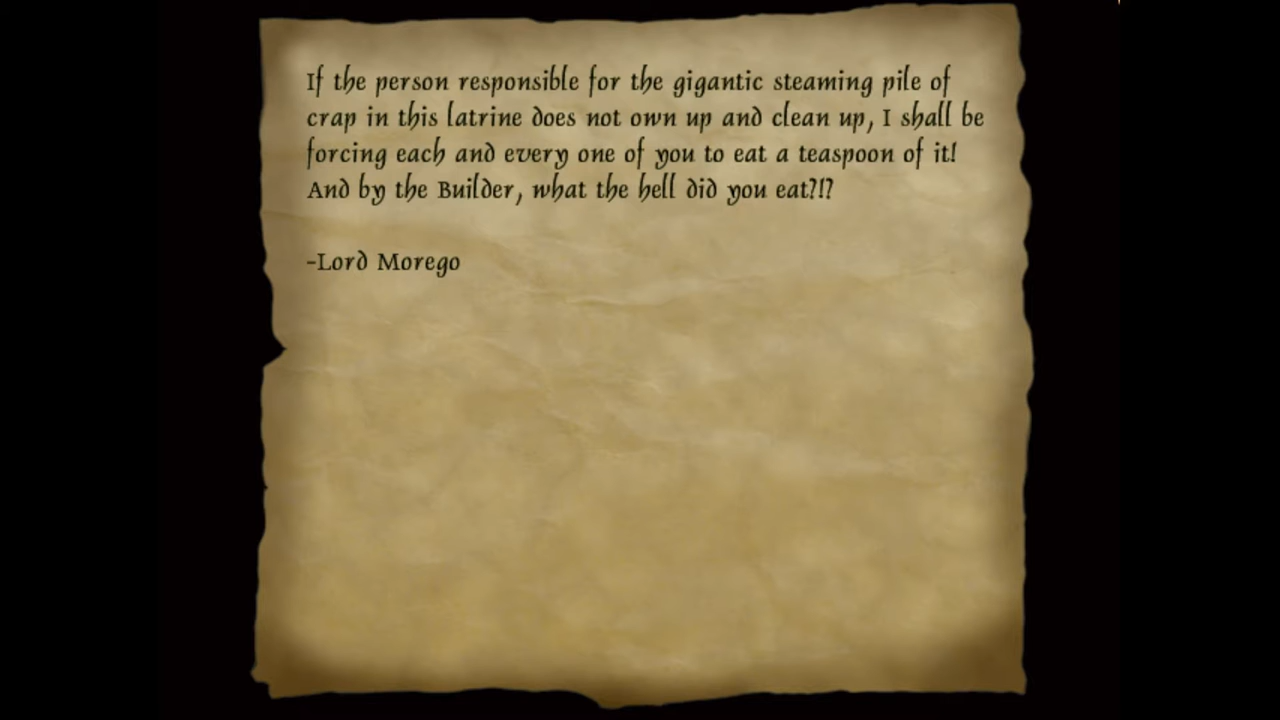 If the person responsible for the gigantic steaming pile of
crap in this latrine does not own up and clean up, I shall be
forcing each and every one of you to eat a teaspoon of it!
And by the Builder, what the hell did you eat?!?
-Lord Morego